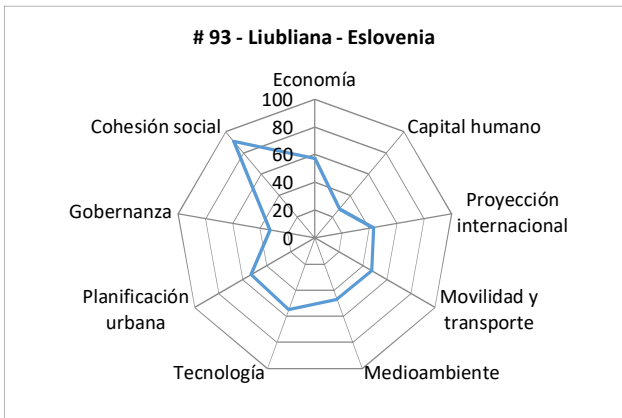 # 93 - Liubliana - Eslovenia
Economía
100
80
60
40
20
0
Capital humano
Proyección
internacional
Movilidad y
transporte
Medioambiente
Tecnología
Planificación
urbana
Gobernanza
Cohesión social